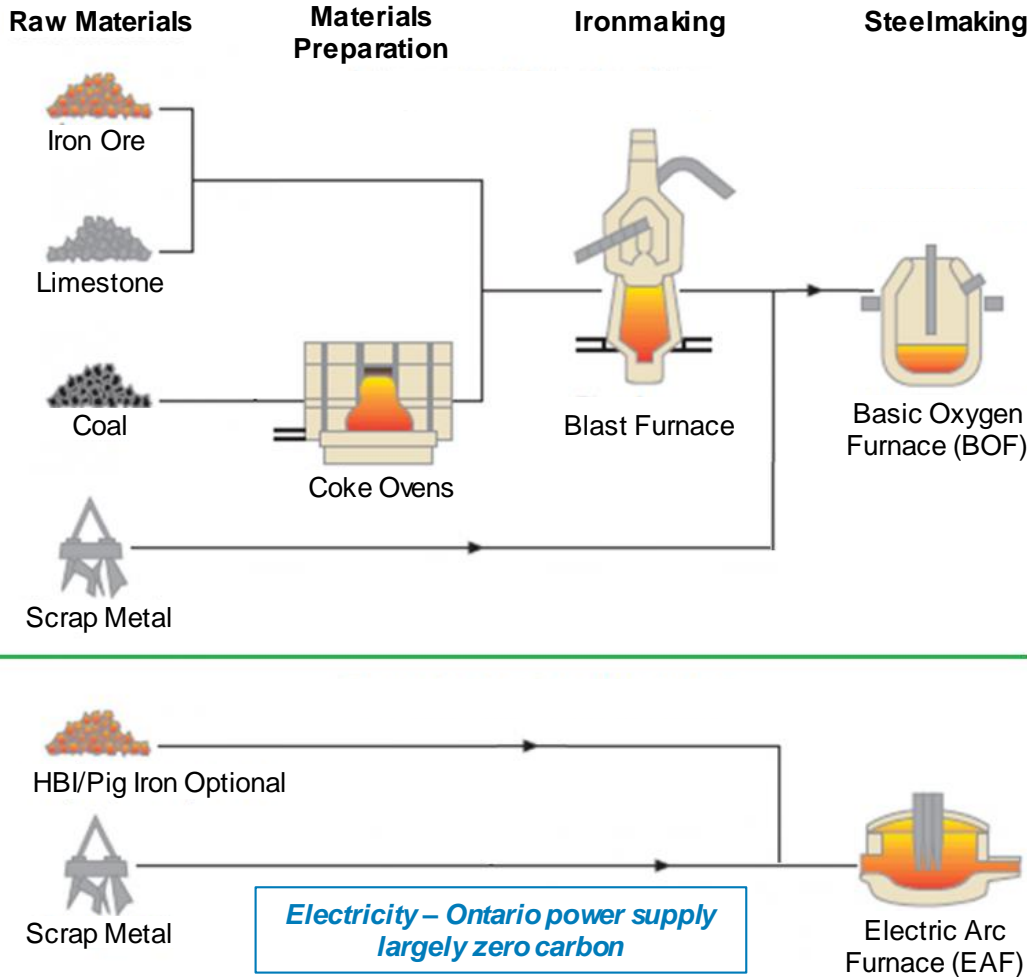 Raw Materials
Materials
Preparation
Ironmaking
Steelmaking
Iron Ore
Limestone
Coal
Coke Ovens
Blast Furnace
Basic Oxygen
Furnace (BOF)
Scrap Metal
HBI/Pig Iron Optional
Scrap Metal
Electricity – Ontario power supply
largely zero carbon
Electric Arc
Furnace (EAF)